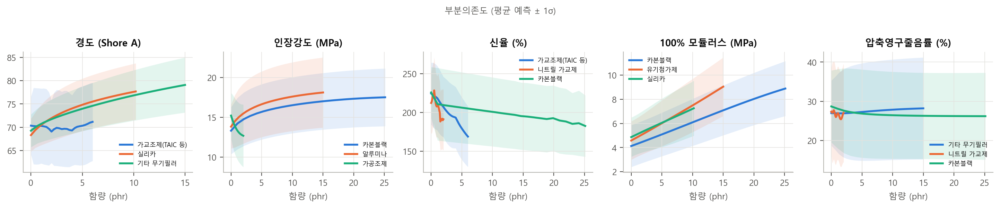 부분의존도 (평균 예측 ± 1σ)
경도 (Shore A)
85
80
75
70
65
가교조제(TAIC 등)
실리카
기타 무기필러
0 5 10 15
함량 (phr)
인장강도 (MPa)
20
15
10
카본블랙
알루미나
가공조제
0 5 10 15 20 25
함량 (phr)
신율 (%)
250
200
150
가교조제(TAIC 등)
니트릴 가교제
카본블랙
0 5 10 15 20 25
함량 (phr)
100% 모듈러스 (MPa)
10
8
6
4
2
카본블랙
유기첨가제
실리카
0 5 10 15 20 25
함량 (phr)
압축영구줄음률 (%)
40
30
20
기타 무기필러
니트릴 가교제
카본블랙
0 5 10 15 20 25
함량 (phr)